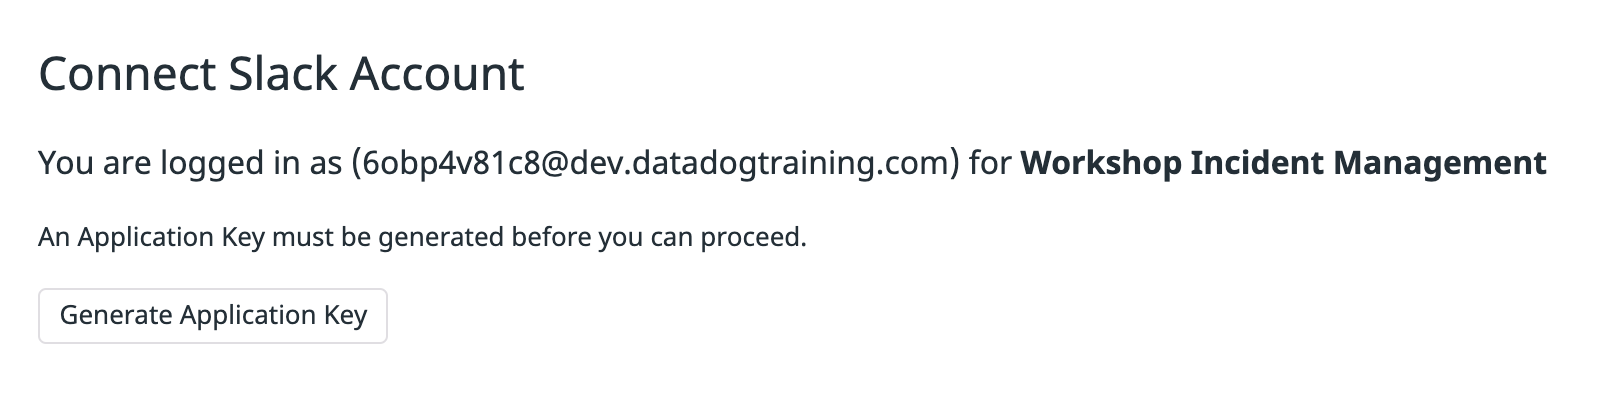 Connect Slack Account
You are logged in as (6obp4v81c8@dev.datadogtraining.com) for Workshop Incident Management
An Application Key must be generated before you can proceed.
Generate Application Key